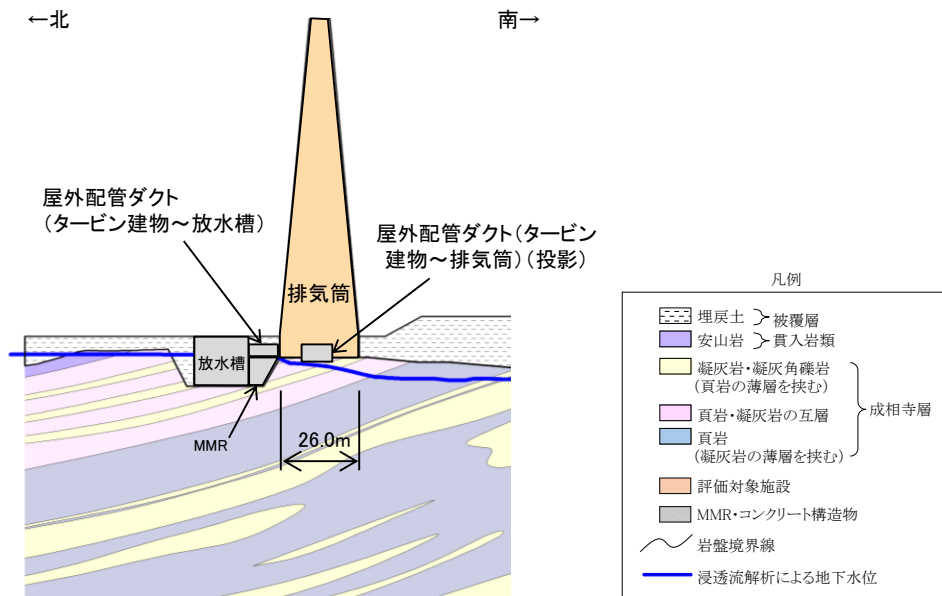 ←北
南→
屋外配管ダクト
(タービン建物～放水槽)
屋外配管ダクト(タービン
建物～排気筒)(投影)
排気筒
放水槽
MMR
26.0m
凡例
埋戻土
被覆層
安山岩
貫入岩類
凝灰岩・凝灰角礫岩
(頁岩の薄層を挟む)
成相寺層
頁岩・凝灰岩の互層
頁岩
(凝灰岩の薄層を挟む)
評価対象施設
MMR・コンクリート構造物
岩盤境界線
浸透流解析による地下水位